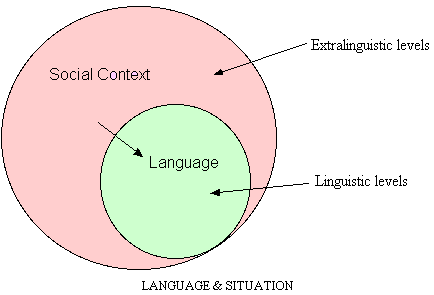 Extralinguistic levels
Social Context
Language
Linguistic levels
LANGUAGE & SITUATION